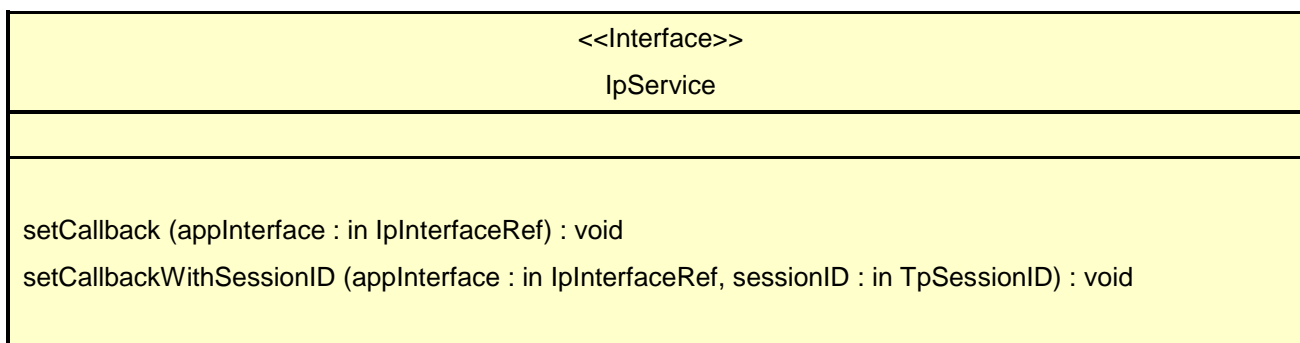 <<Interface>>
IpService
setCallback (appInterface : in IpInterfaceRef) : void
setCallbackWithSessionID (appInterface : in IpInterfaceRef, sessionID : in TpSessionID) : void